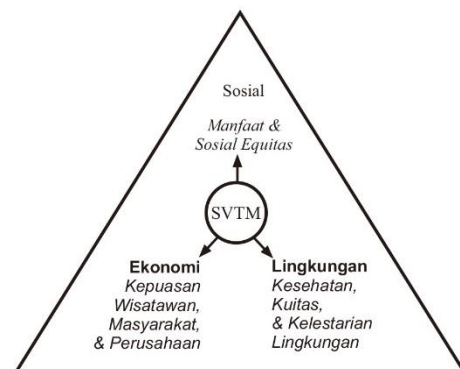 Sosial
Manfaat &
Sosial Equitas
SVTM
Ekonomi
Kepuasan
Wisatawan,
Masyarakat,
& Perusahaan
Lingkungan
Kesehatan,
Kuitas,
& Kelestarian
Lingkungan